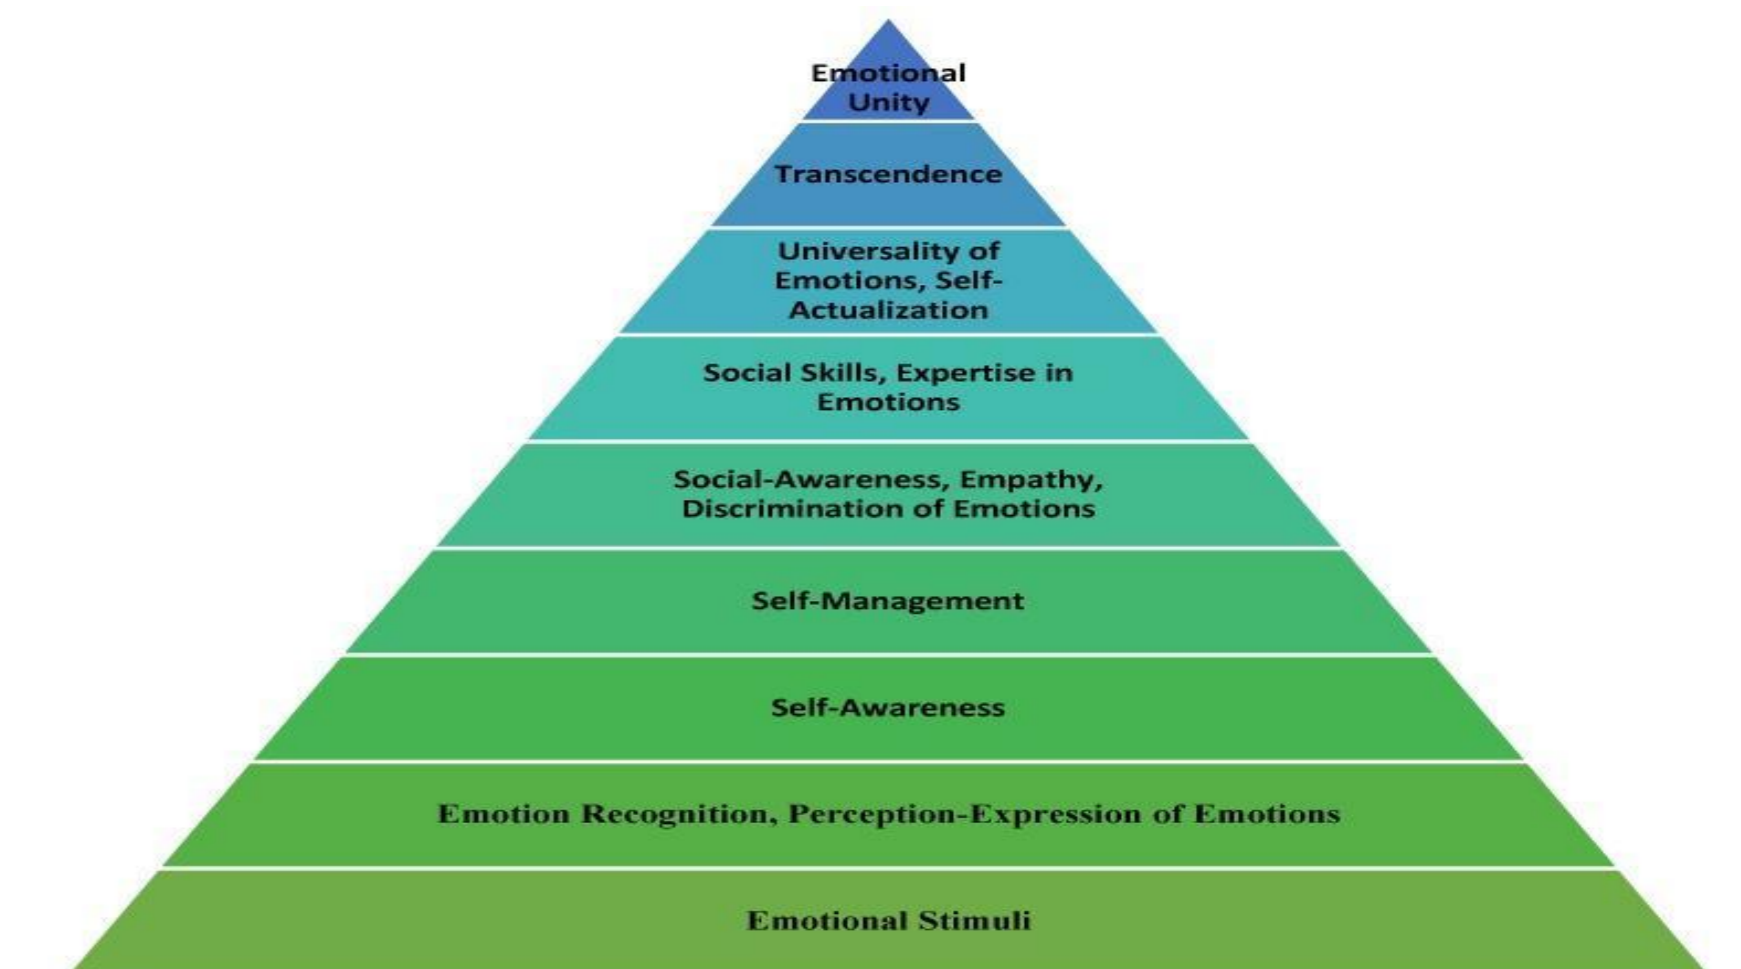 Emotional
Unity
Transcendence
Universality of
Emotions, Self-
Actualization
Social Skills, Expertise in
Emotions
Social-Awareness, Empathy,
Discrimination of Emotions
Self-Management
Self-Awareness
Emotion Recognition, Perception-Expression of Emotions
Emotional Stimuli